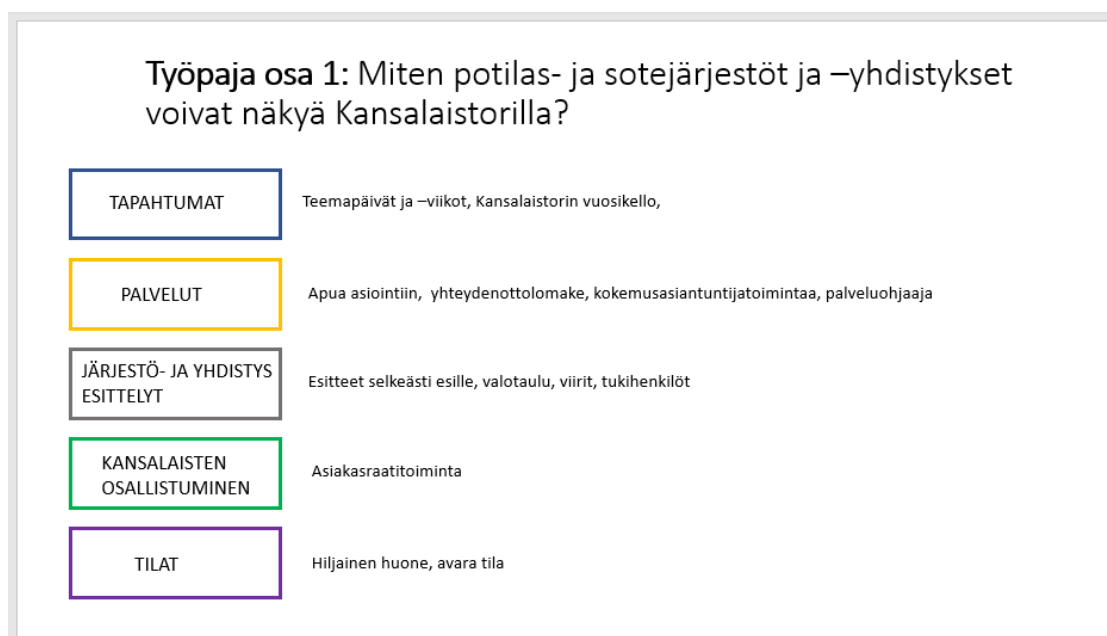 Työpaja osa 1: Miten potilas- ja sotejärjestöt ja –yhdistykset
voivat näkyä Kansalaistorilla?
TAPAHTUMAT
Teemapäivät ja –viikot, Kansalaistorin vuosikello,
PALVELUT
Apua asiointiin, yhteydenottolomake, kokemusasiantuntijatoimintaa, palveluohjaaja
JÄRJESTÖ- JA YHDISTYS
ESITTELYT
Esitteet selkeästi esille, valotaulu, viirit, tukihenkilöt
KANSALAISTEN
OSALLISTUMINEN
Asiakasraatitoiminta
TILAT
Hiljainen huone, avara tila